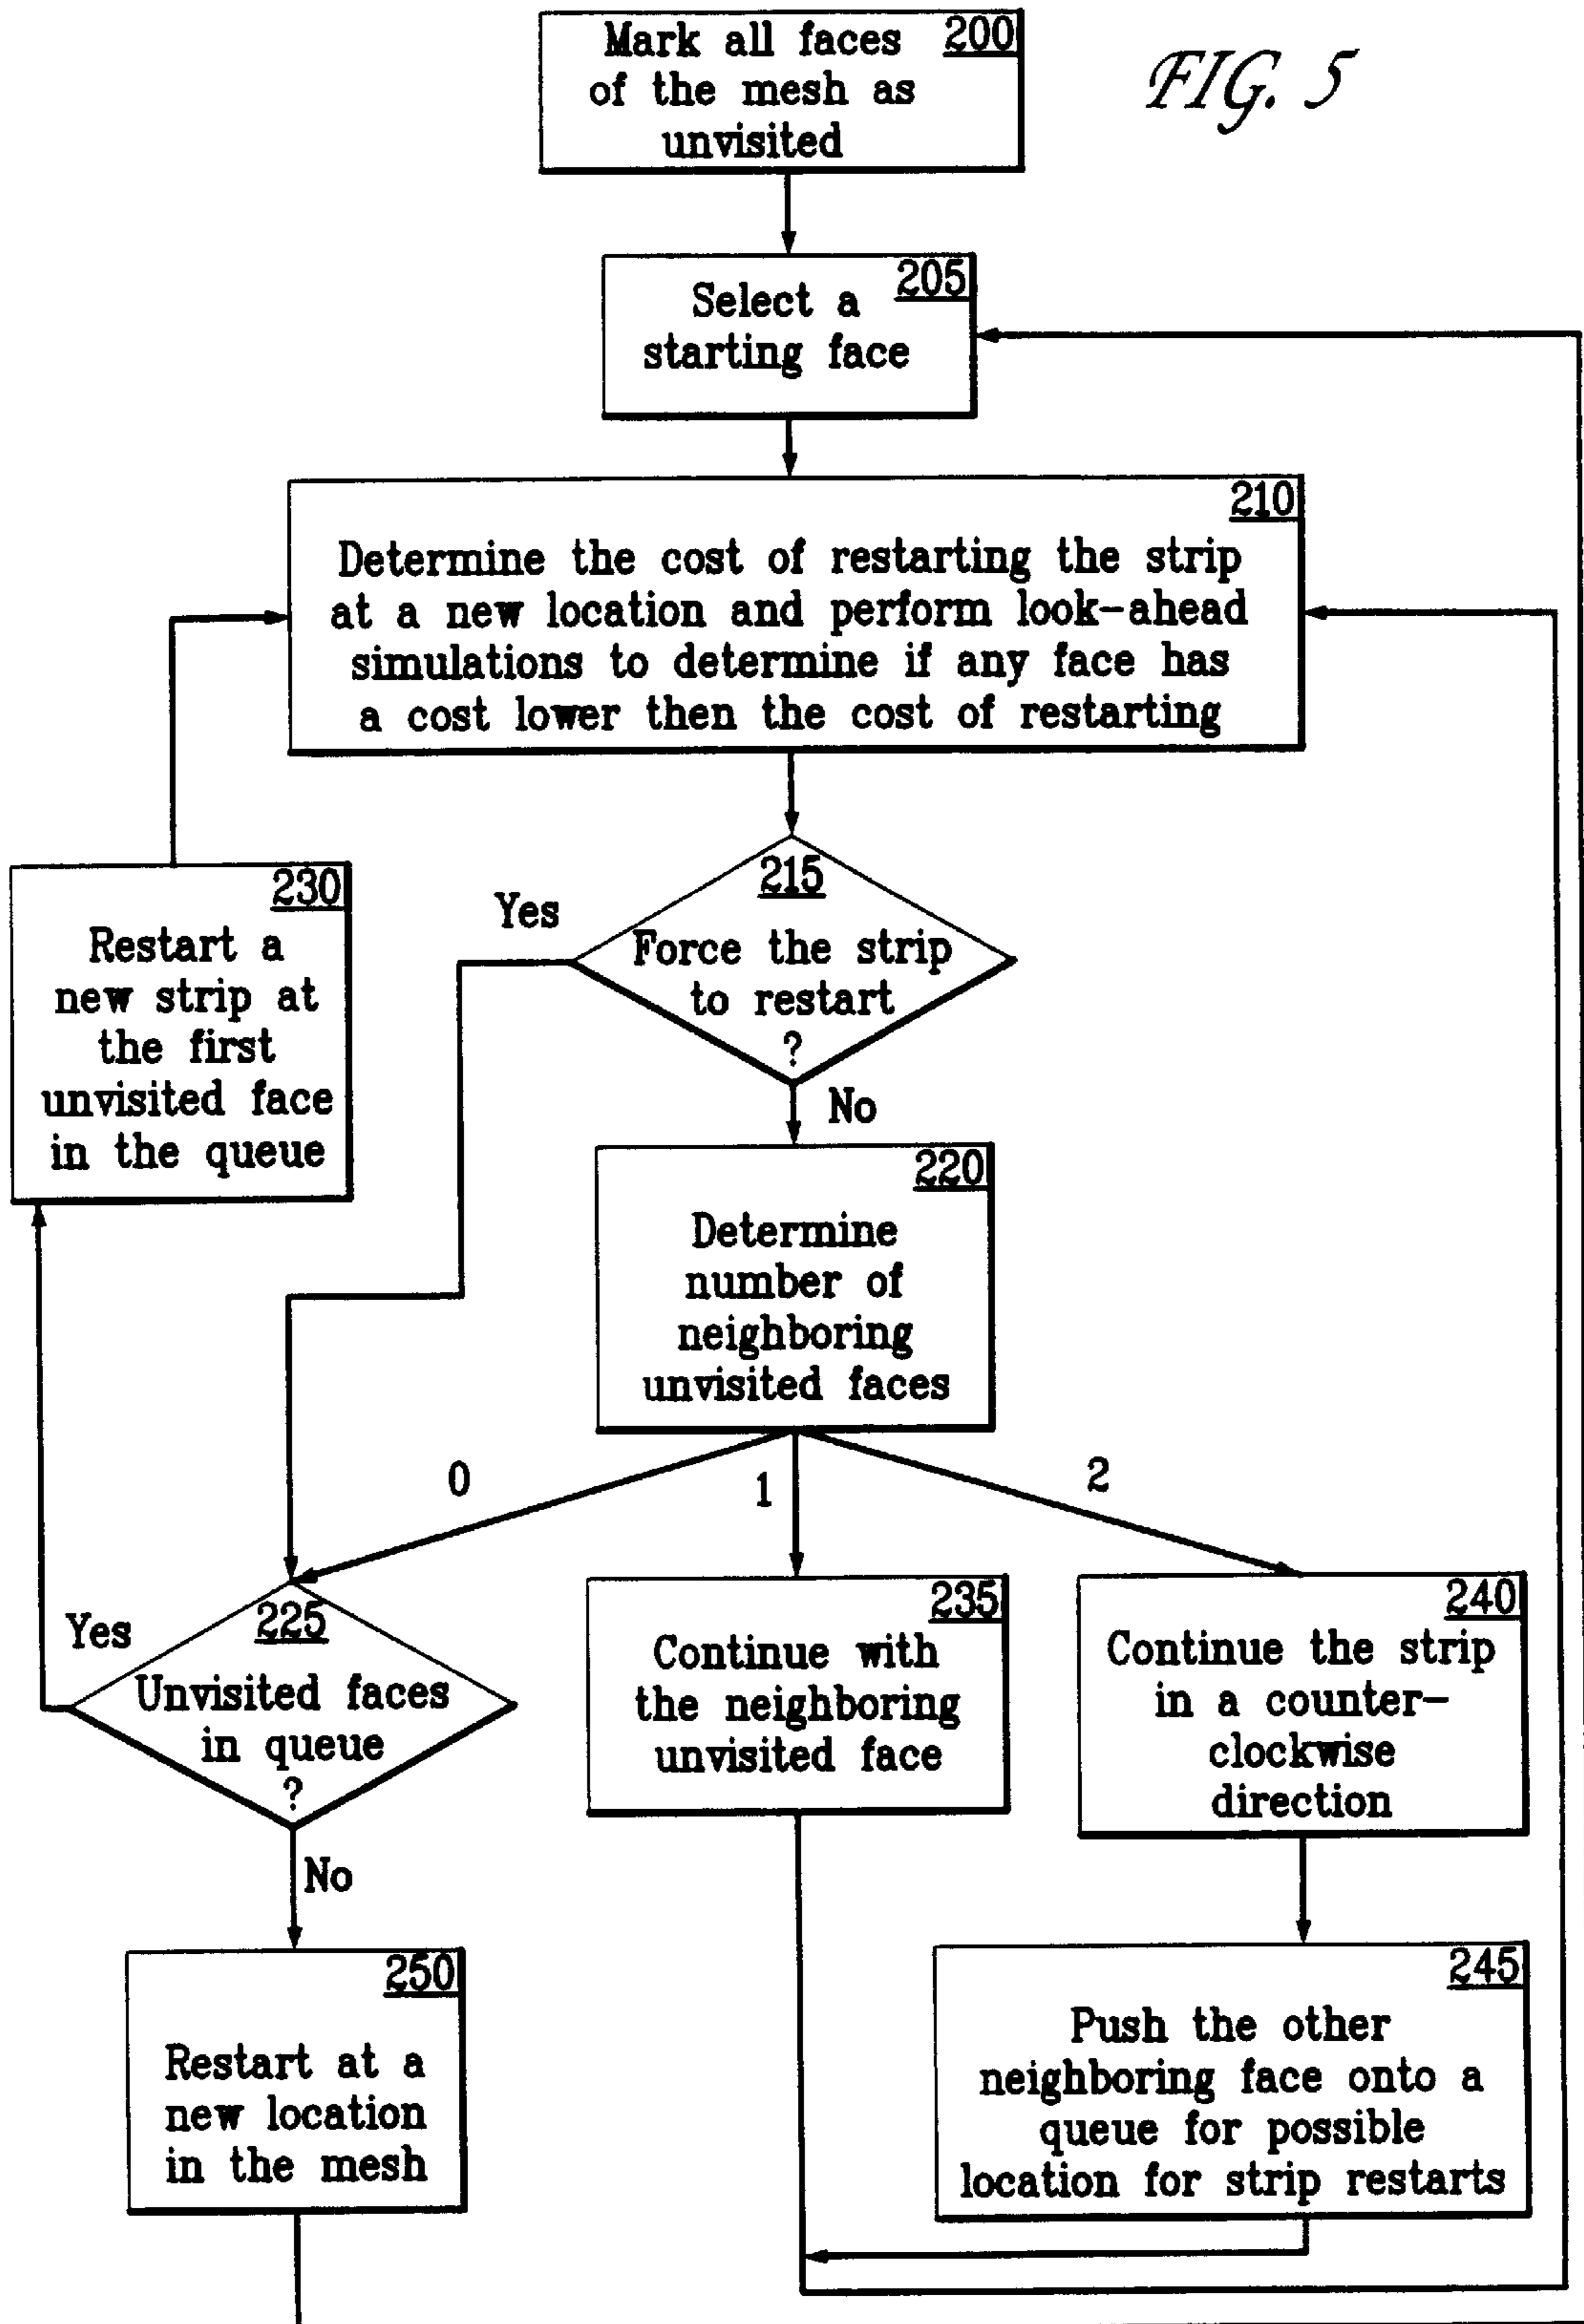 Mark all faces 200
of the mesh as
unvisited
FIG. 5
205
Select a
starting face
210
Determine the cost of restarting the strip
at a new location and perform look-ahead
simulations to determine if any face has
a cost lower then the cost of restarting
230
Restart a
new strip at
the first
unvisited face
in the queue
Yes
215
Force the strip
to restart
?
No
220
Determine
number of
neighboring
unvisited faces
0
1
2
Yes
225
Unvisited faces
in queue
?
No
235
Continue with
the neighboring
unvisited face
240
Continue the strip
in a counter-
clockwise
direction
250
Restart at a
new location
in the mesh
245
Push the other
neighboring face onto a
queue for possible
location for strip restarts